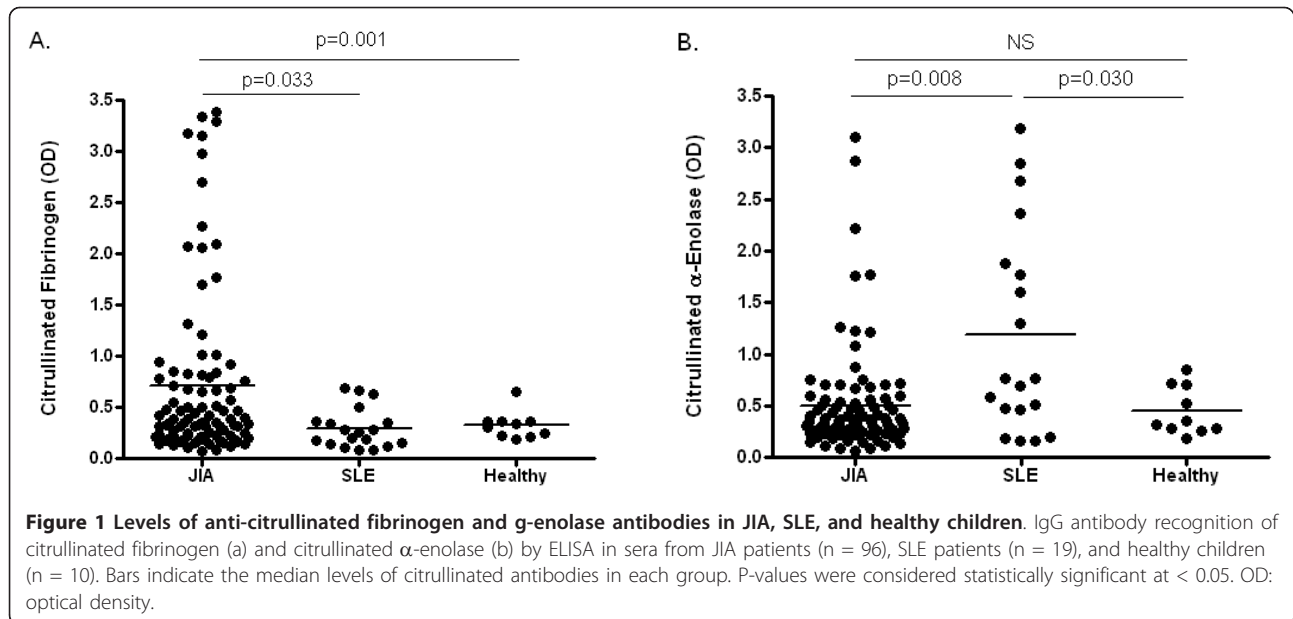 A.
p=0.001
p=0.033
3.5
3.0
2.5
2.0
1.5
1.0
0.5
0.0
Citrullinated Fibrinogen (OD)
JIA SLE Healthy
B.
NS
p=0.008 p=0.030
3.5
3.0
2.5
2.0
1.5
1.0
0.5
0.0
Citrullinated α-Enolase (OD)
JIA SLE Healthy
Figure 1 Levels of anti-citrullinated fibrinogen and g-enolase antibodies in JIA, SLE, and healthy children. IgG antibody recognition of
citrullinated fibrinogen (a) and citrullinated α-enolase (b) by ELISA in sera from JIA patients (n = 96), SLE patients (n = 19), and healthy children
(n = 10). Bars indicate the median levels of citrullinated antibodies in each group. P-values were considered statistically significant at < 0.05. OD:
optical density.